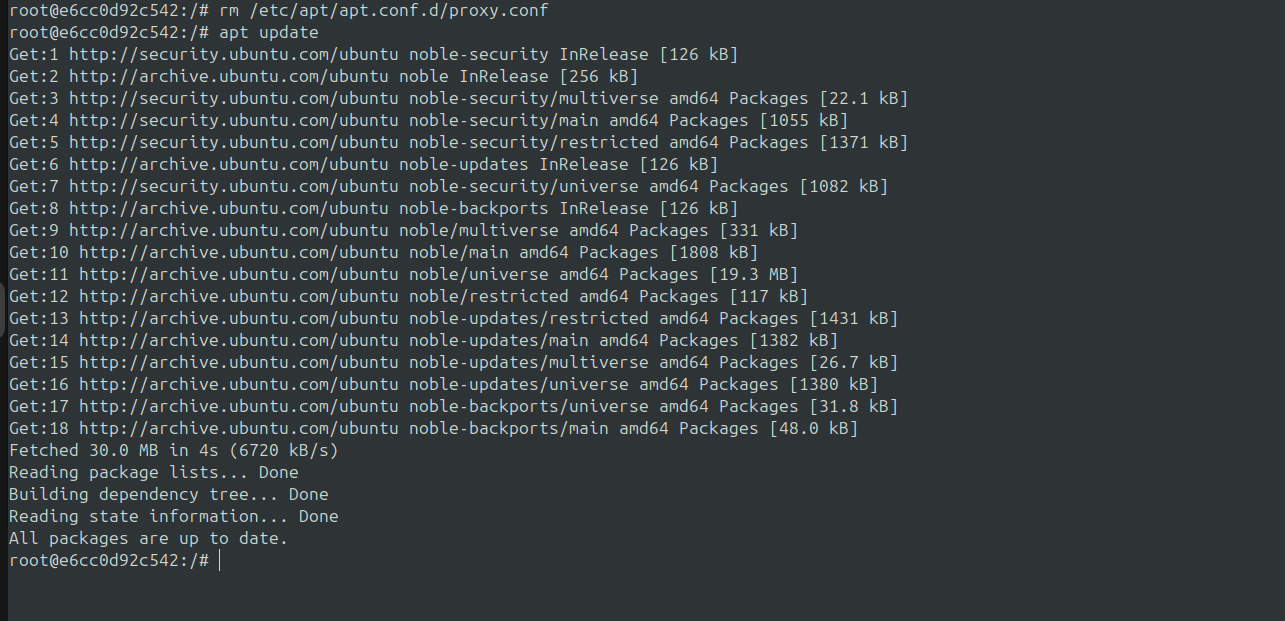 root@e6cc0d92c542:/# rm /etc/apt/apt.conf.d/proxy.conf
root@e6cc0d92c542:/# apt update
Get:1 http://security.ubuntu.com/ubuntu noble-security InRelease [126 kB]
Get:2 http://archive.ubuntu.com/ubuntu noble InRelease [256 kB]
Get:3 http://security.ubuntu.com/ubuntu noble-security/multiverse amd64 Packages [22.1 kB]
Get:4 http://security.ubuntu.com/ubuntu noble-security/main amd64 Packages [1055 kB]
Get:5 http://security.ubuntu.com/ubuntu noble-security/restricted amd64 Packages [1371 kB]
Get:6 http://archive.ubuntu.com/ubuntu noble-updates InRelease [126 kB]
Get:7 http://security.ubuntu.com/ubuntu noble-security/universe amd64 Packages [1082 kB]
Get:8 http://archive.ubuntu.com/ubuntu noble-backports InRelease [126 kB]
Get:9 http://archive.ubuntu.com/ubuntu noble/multiverse amd64 Packages [331 kB]
Get:10 http://archive.ubuntu.com/ubuntu noble/main amd64 Packages [1808 kB]
Get:11 http://archive.ubuntu.com/ubuntu noble/universe amd64 Packages [19.3 MB]
Get:12 http://archive.ubuntu.com/ubuntu noble/restricted amd64 Packages [117 kB]
Get:13 http://archive.ubuntu.com/ubuntu noble-updates/restricted amd64 Packages [1431 kB]
Get:14 http://archive.ubuntu.com/ubuntu noble-updates/main amd64 Packages [1382 kB]
Get:15 http://archive.ubuntu.com/ubuntu noble-updates/multiverse amd64 Packages [26.7 kB]
Get:16 http://archive.ubuntu.com/ubuntu noble-updates/universe amd64 Packages [1380 kB]
Get:17 http://archive.ubuntu.com/ubuntu noble-backports/universe amd64 Packages [31.8 kB]
Get:18 http://archive.ubuntu.com/ubuntu noble-backports/main amd64 Packages [48.0 kB]
Fetched 30.0 MB in 4s (6720 kB/s)
Reading package lists... Done
Building dependency tree... Done
Reading state information... Done
All packages are up to date.
root@e6cc0d92c542:/#